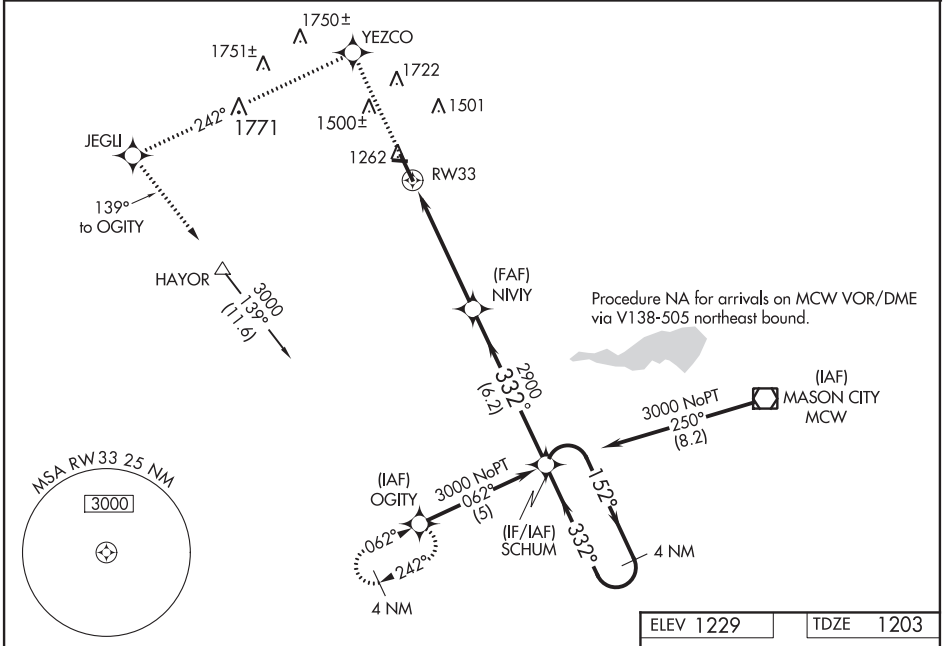 1750±
YEZCO
1751±
1722
1501
1500±
242°
1771
JEGLI
1262
RW33
139°
to OGITY
HAYOR
3000
139°
(11.6)
(FAF)
NIVIY
Procedure NA for arrivals on MCW VOR/DME
via V138-505 northeast bound.
2900
332°
(6.2)
(IAF)
MASON CITY
MCW
3000 NoPT
250°
(8.2)
MSA RW33 25 NM
3000
(IAF)
OGITY
3000 NoPT
062°
(5)
(IF/IAF)
SCHUM
152°
332°
4 NM
062°
242°
4 NM
ELEV 1229
TDZE 1203